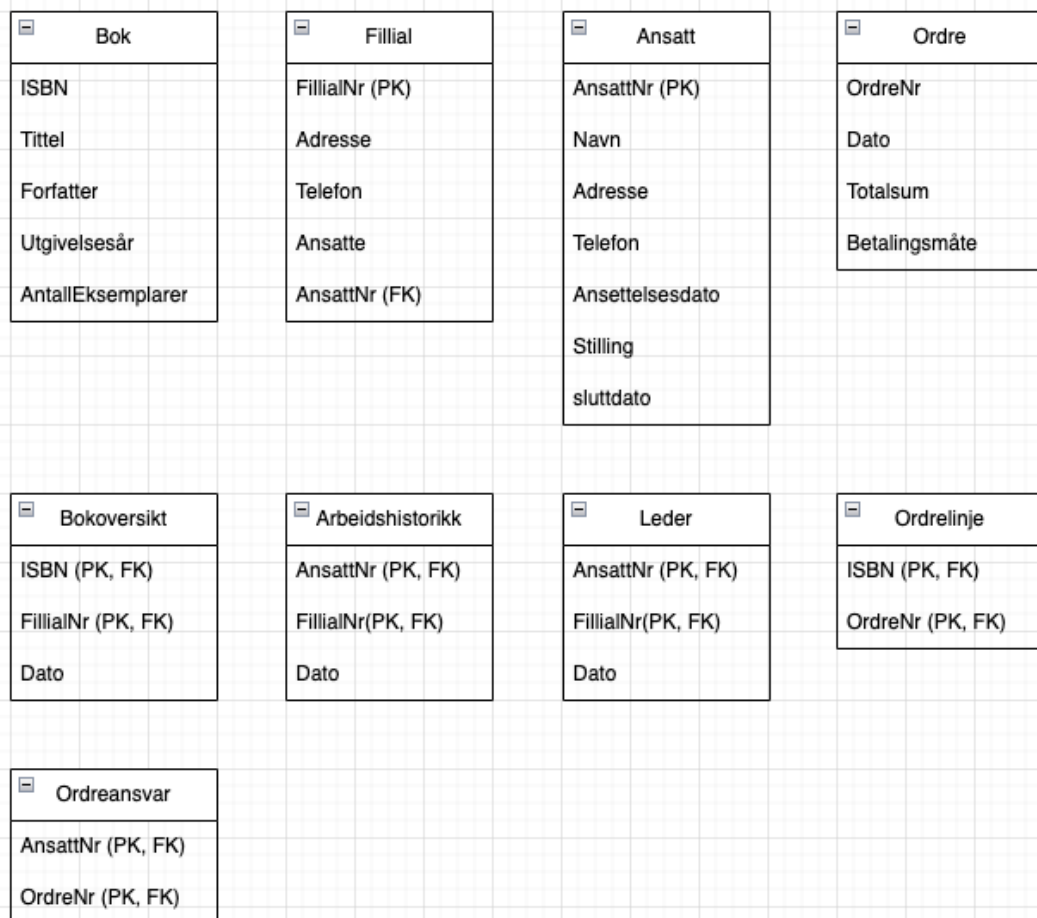 Bok
ISBN
Tittel
Forfatter
Utgivelsesår
AntallEksemplarer
Fillial
FillialNr (PK)
Adresse
Telefon
Ansatte
AnsattNr (FK)
Ansatt
AnsattNr (PK)
Navn
Adresse
Telefon
Ansettelsesdato
Stilling
sluttdato
Ordre
OrdreNr
Dato
Totalsum
Betalingsmåte
Bokoversikt
ISBN (PK, FK)
FillialNr (PK, FK)
Dato
Arbeidshistorikk
AnsattNr (PK, FK)
FillialNr(PK, FK)
Dato
Leder
AnsattNr (PK, FK)
FillialNr(PK, FK)
Dato
Ordrelinje
ISBN (PK, FK)
OrdreNr (PK, FK)
Ordreansvar
AnsattNr (PK, FK)
OrdreNr (PK, FK)